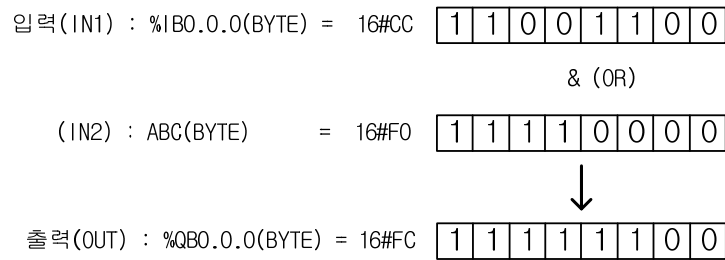 입력(IN1) : %IB0.0.0(BYTE) = 16#CC 1 1 0 0 1 1 0 0
& (OR)
(IN2) : ABC(BYTE) = 16#F0 1 1 1 1 0 0 0 0
출력(OUT) : %QB0.0.0(BYTE) = 16#FC 1 1 1 1 1 1 0 0